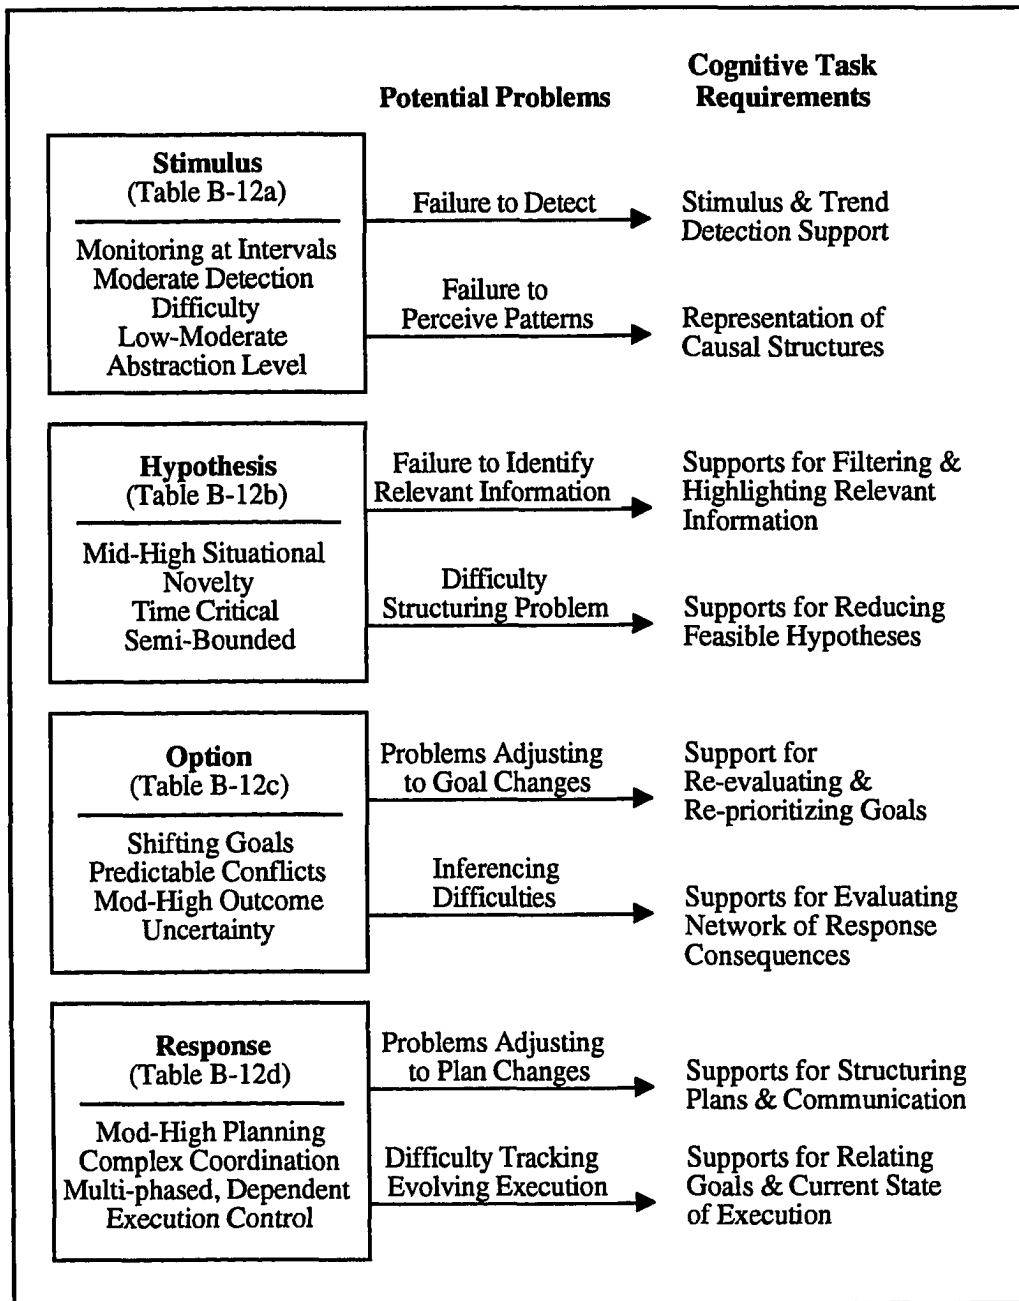 Potential Problems
Cognitive Task
Requirements
Stimulus
(Table B-12a)
Monitoring at Intervals
Moderate Detection
Difficulty
Low-Moderate
Abstraction Level
Failure to Detect
Stimulus & Trend
Detection Support
Failure to
Perceive Patterns
Representation of
Causal Structures
Hypothesis
(Table B-12b)
Mid-High Situational
Novelty
Time Critical
Semi-Bounded
Failure to Identify
Relevant Information
Supports for Filtering &
Highlighting Relevant
Information
Difficulty
Structuring Problem
Supports for Reducing
Feasible Hypotheses
Option
(Table B-12c)
Shifting Goals
Predictable Conflicts
Mod-High Outcome
Uncertainty
Problems Adjusting
to Goal Changes
Support for
Re-evaluating &
Re-prioritizing Goals
Inferencing
Difficulties
Supports for Evaluating
Network of Response
Consequences
Response
(Table B-12d)
Mod-High Planning
Complex Coordination
Multi-phased, Dependent
Execution Control
Problems Adjusting
to Plan Changes
Supports for Structuring
Plans & Communication
Difficulty Tracking
Evolving Execution
Supports for Relating
Goals & Current State
of Execution